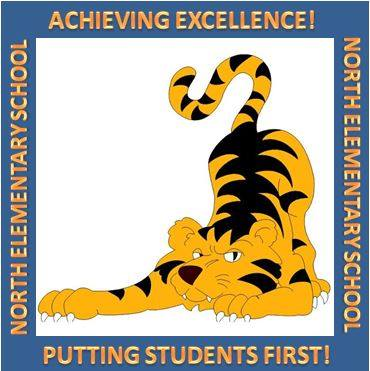 ACHIEVING EXCELLENCE!
NORTH ELEMENTARY SCHOOL
NORTH ELEMENTARY SCHOOL
PUTTING STUDENTS FIRST!